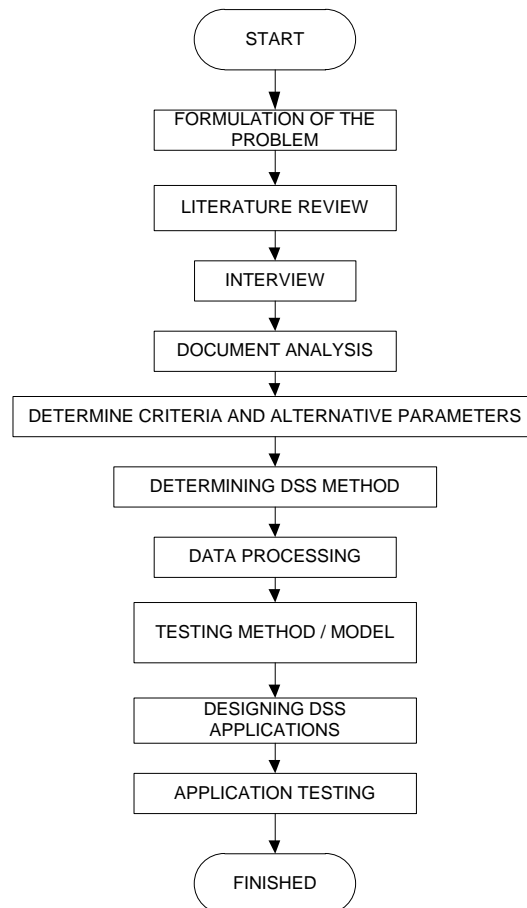 START
FORMULATION OF THE
PROBLEM
LITERATURE REVIEW
INTERVIEW
DOCUMENT ANALYSIS
DETERMINE CRITERIA AND ALTERNATIVE PARAMETERS
DETERMINING DSS METHOD
DATA PROCESSING
TESTING METHOD / MODEL
DESIGNING DSS
APPLICATIONS
APPLICATION TESTING
FINISHED